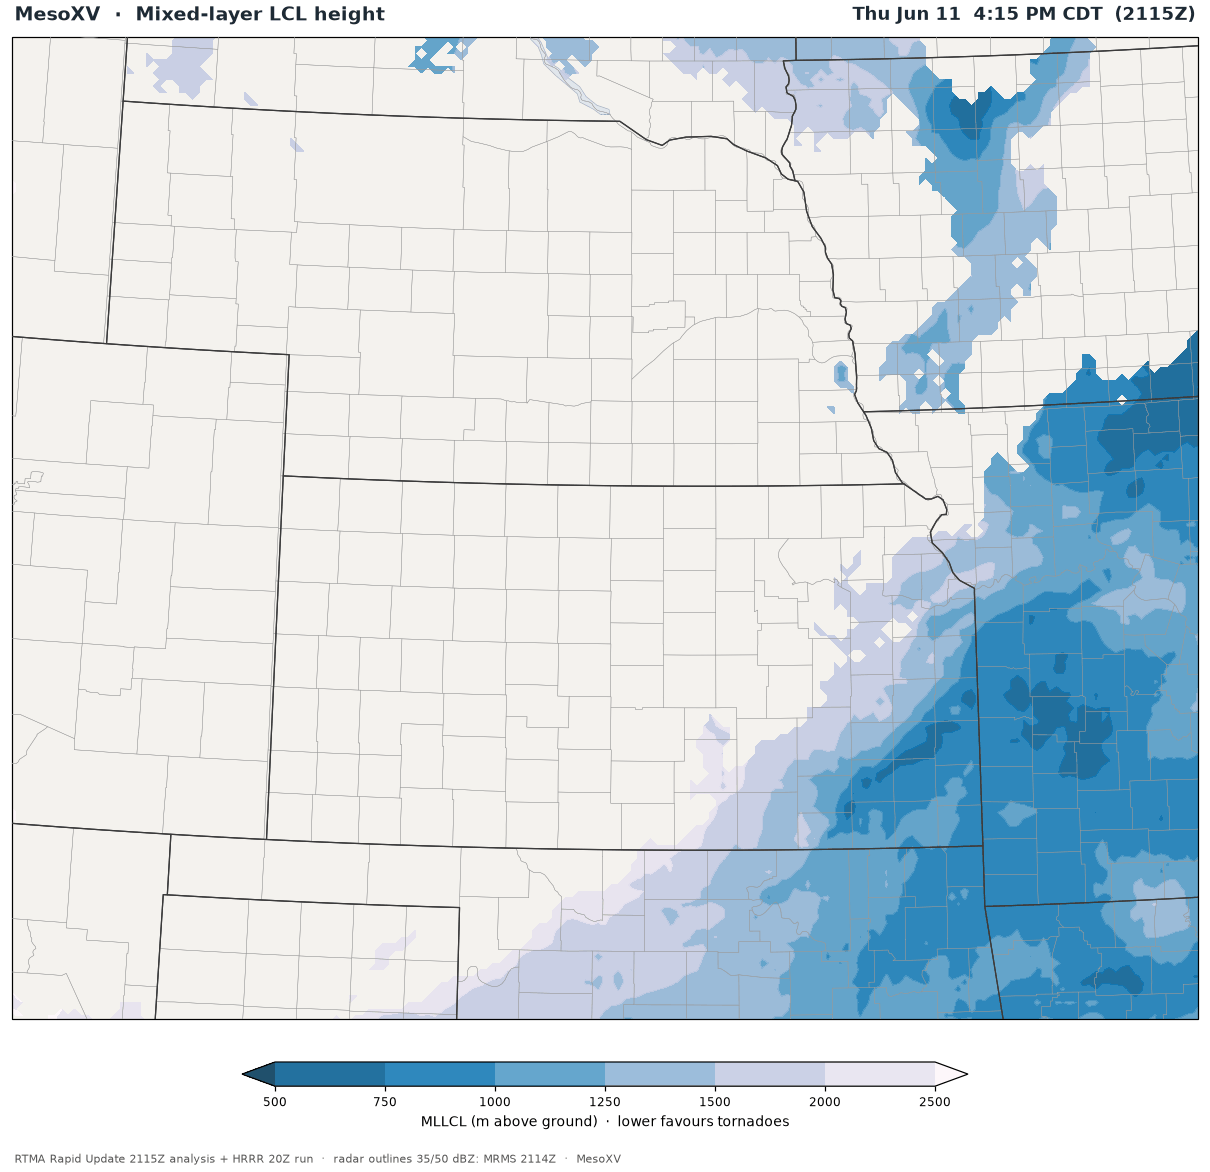 MesoXV · Mixed-layer LCL height
Thu Jun 11 4:15 PM CDT (2115Z)
500 750 1000 1250 1500 2000 2500
MLLCL (m above ground) · lower favours tornadoes
RTMA Rapid Update 2115Z analysis + HRRR 20Z run · radar outlines 35/50 dBZ: MRMS 2114Z · MesoXV